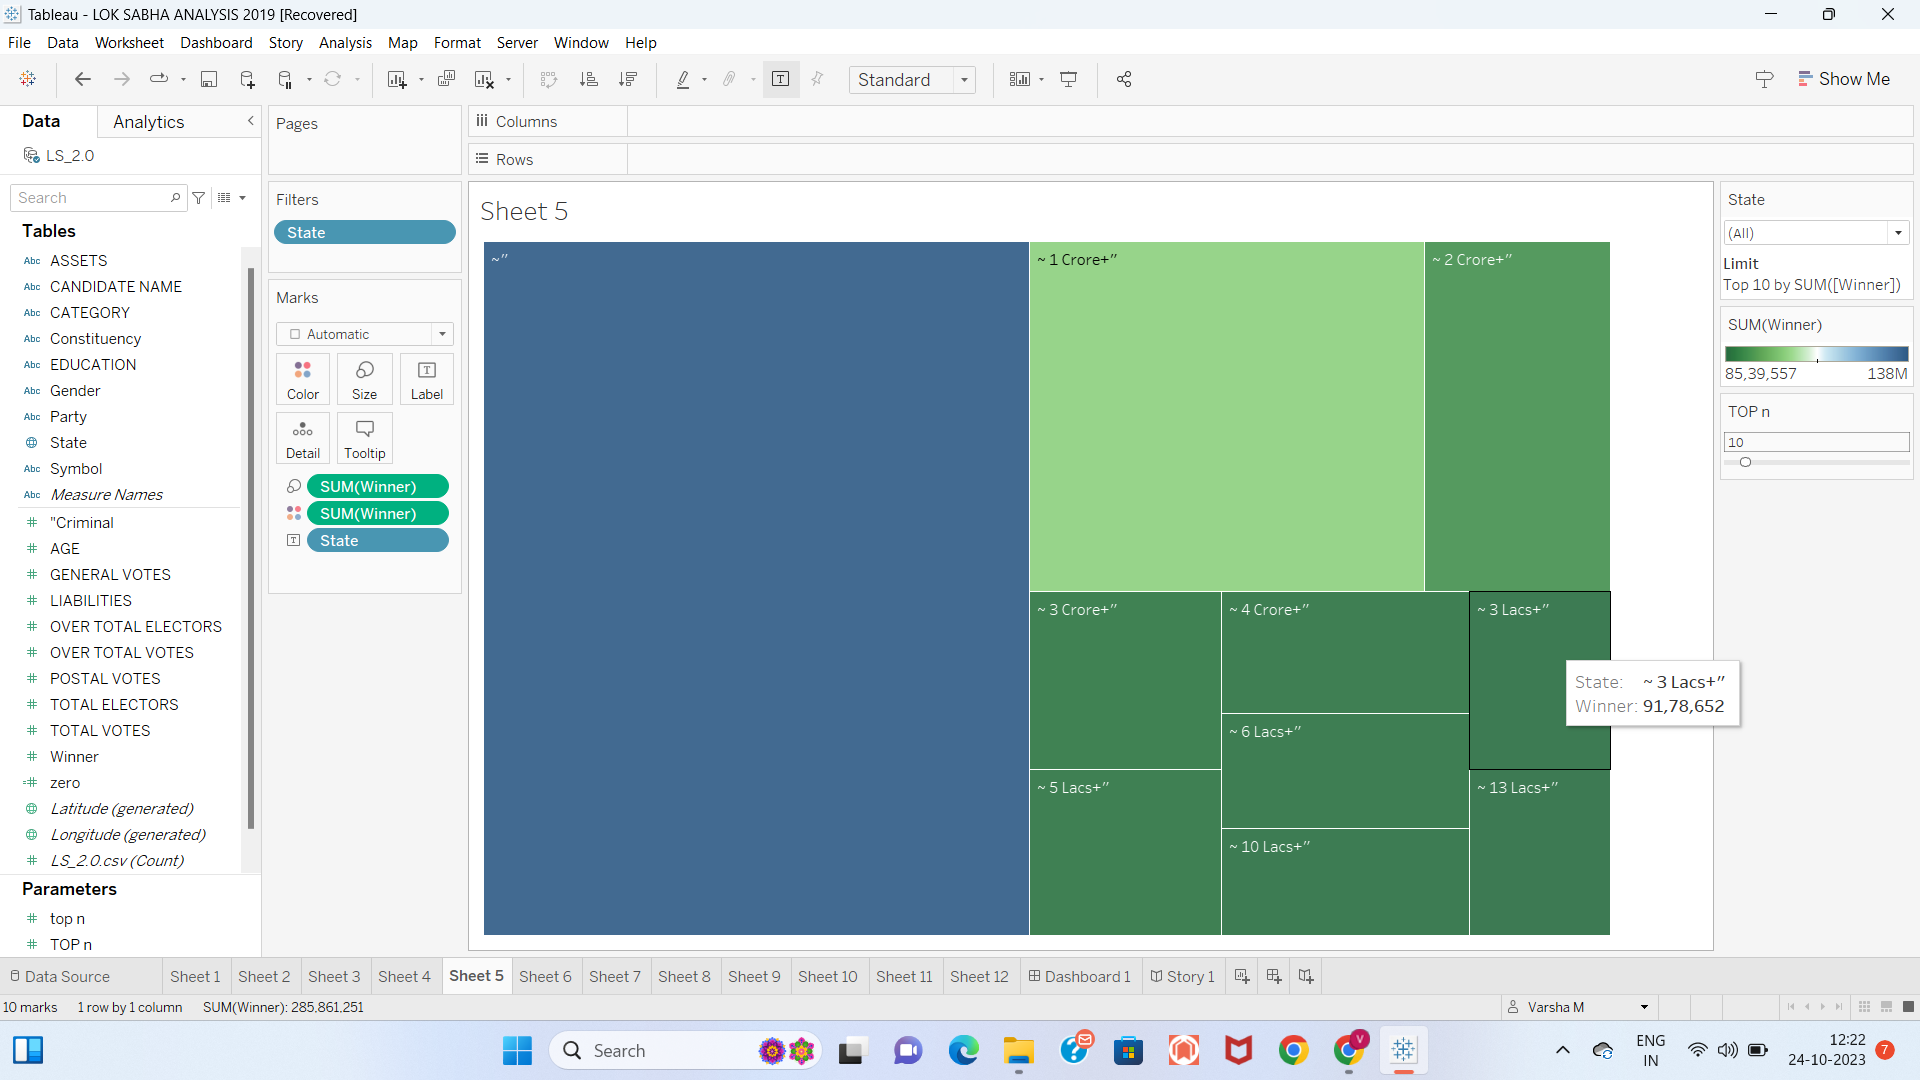 Tableau - LOK SABHA ANALYSIS 2019 [Recovered]
File Data Worksheet Dashboard Story Analysis Map Format Server Window Help
Standard
Show Me
Data Analytics
LS_2.0
Search
Tables
Abc ASSETS
Abc CANDIDATE NAME
Abc CATEGORY
Abc Constituency
Abc EDUCATION
Abc Gender
Abc Party
State
Abc Symbol
Abc Measure Names
# "Criminal
# AGE
# GENERAL VOTES
# LIABILITIES
# OVER TOTAL ELECTORS
# OVER TOTAL VOTES
# POSTAL VOTES
# TOTAL ELECTORS
# TOTAL VOTES
# Winner
=# zero
Latitude (generated)
Longitude (generated)
# LS_2.0.csv (Count)
Parameters
# top n
# TOP n
Pages
Filters
State
Marks
Automatic
Color Size Label
Detail Tooltip
SUM(Winner)
SUM(Winner)
State
Columns
Rows
Sheet 5
~"
~ 1 Crore+"
~ 2 Crore+"
~ 3 Crore+"
~ 4 Crore+"
~ 3 Lacs+"
~ 6 Lacs+"
~ 5 Lacs+"
~ 13 Lacs+"
~ 10 Lacs+"
State: ~ 3 Lacs+"
Winner: 91,78,652
State
(All)
Limit
Top 10 by SUM([Winner])
SUM(Winner)
85,39,557 138M
TOP n
10
Data Source Sheet 1 Sheet 2 Sheet 3 Sheet 4 Sheet 5 Sheet 6 Sheet 7 Sheet 8 Sheet 9 Sheet 10 Sheet 11 Sheet 12 Dashboard 1 Story 1
10 marks 1 row by 1 column SUM(Winner): 285,861,251
Varsha M
Search
V
ENG
IN
12:22
24-10-2023
7